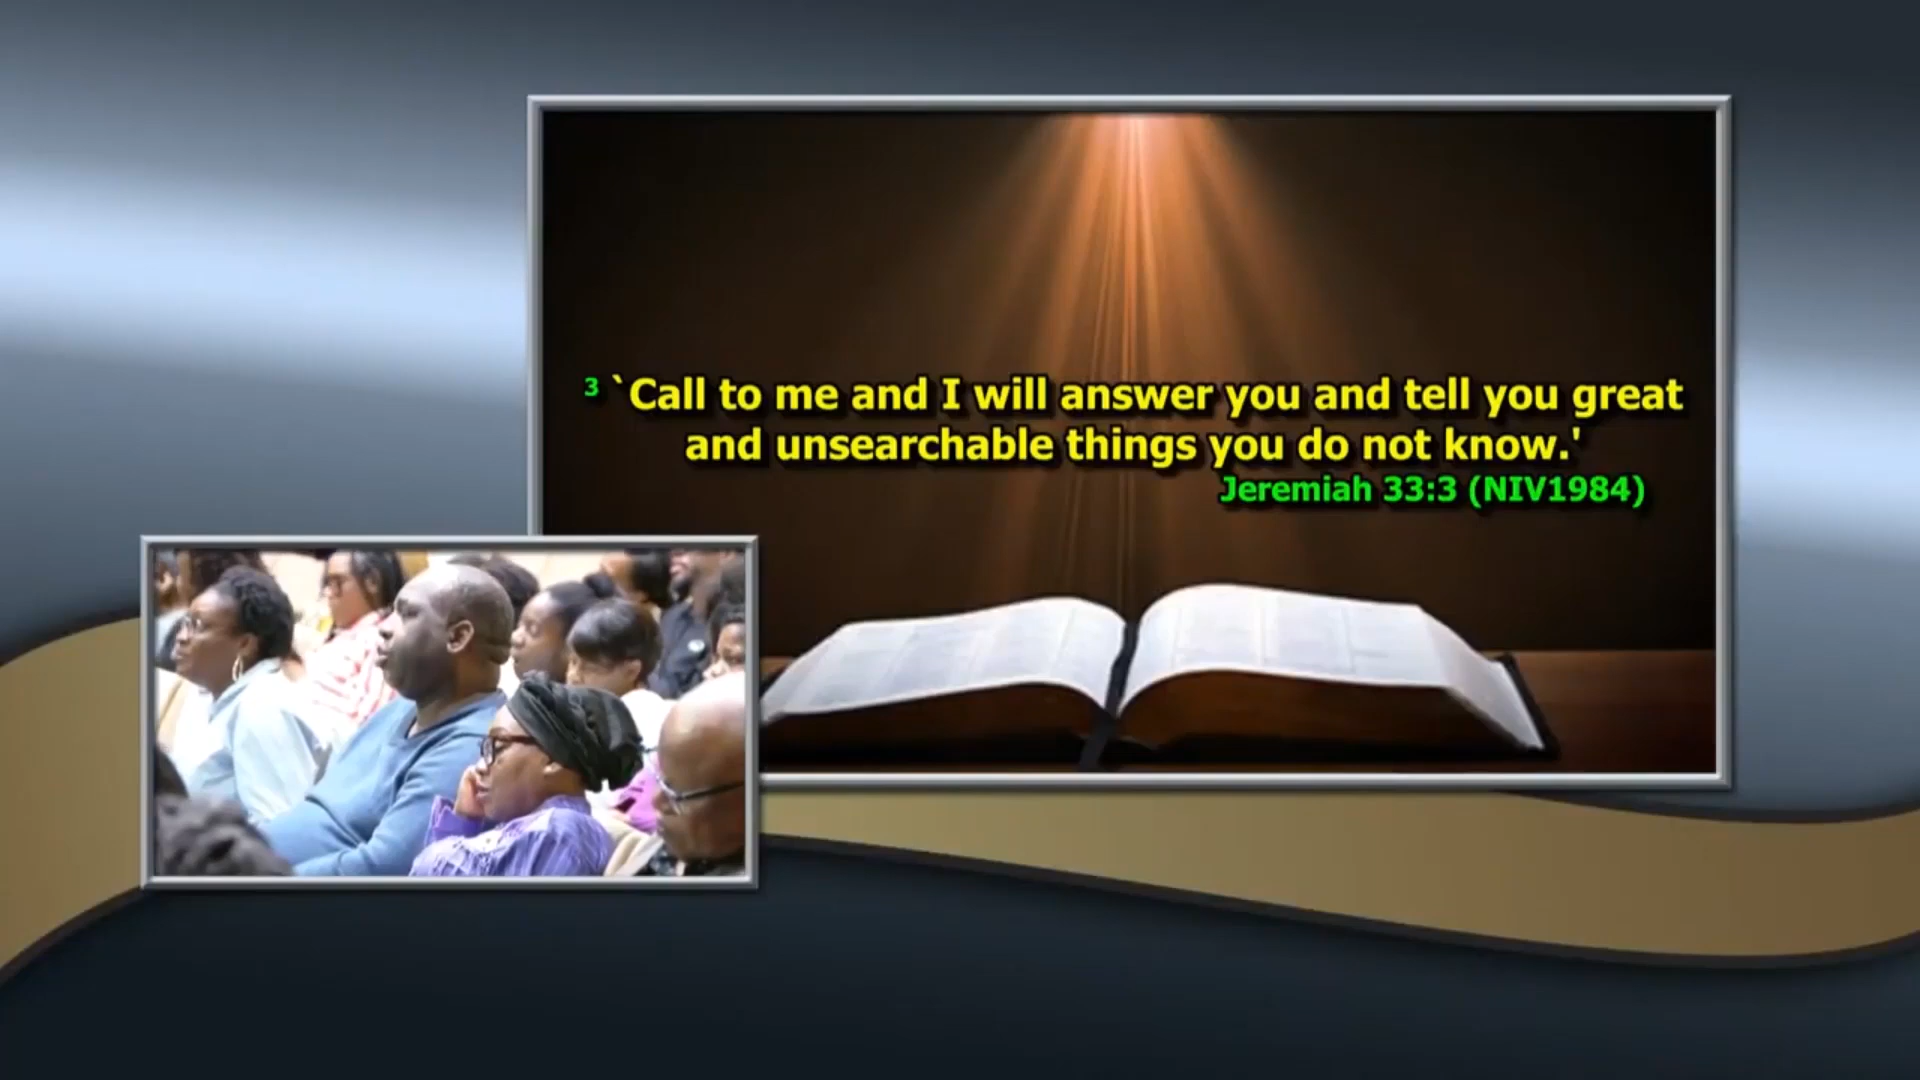 3 `Call to me and I will answer you and tell you great
and unsearchable things you do not know.'
Jeremiah 33:3 (NIV1984)